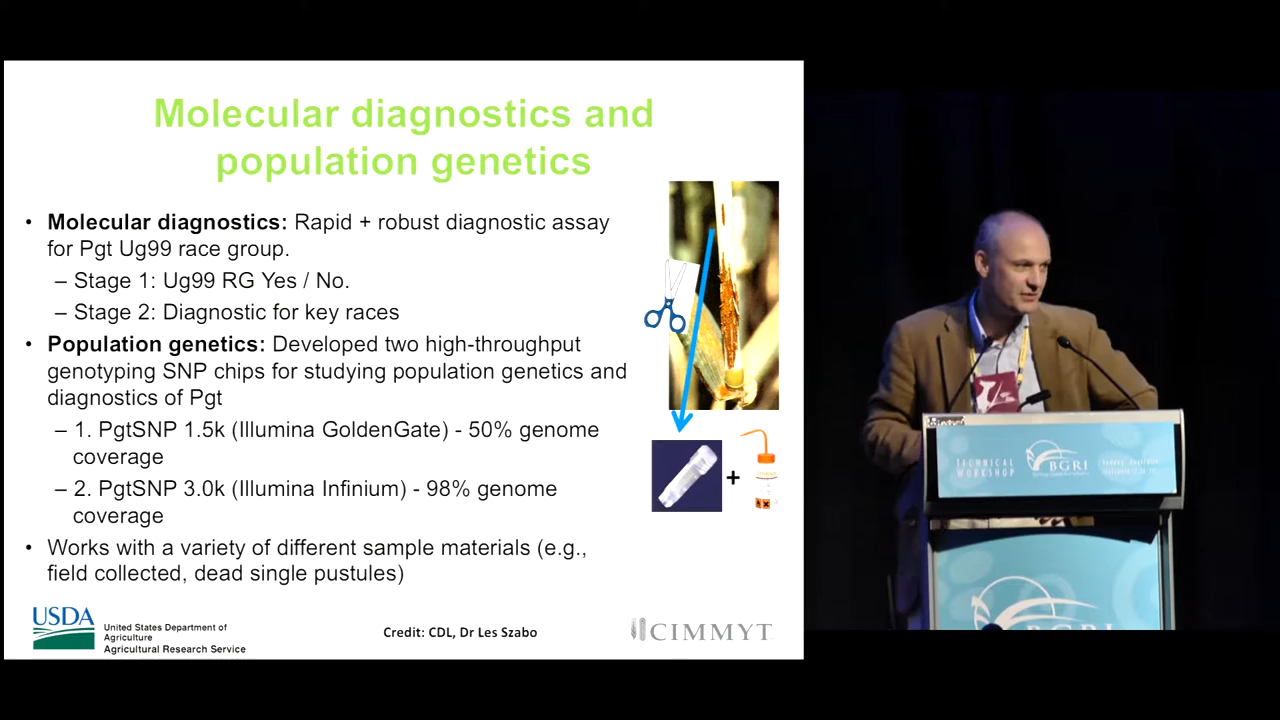 Molecular diagnostics and
population genetics
• Molecular diagnostics: Rapid + robust diagnostic assay
for Pgt Ug99 race group.
– Stage 1: Ug99 RG Yes / No.
– Stage 2: Diagnostic for key races
• Population genetics: Developed two high-throughput
genotyping SNP chips for studying population genetics and
diagnostics of Pgt
– 1. PgtSNP 1.5k (Illumina GoldenGate) - 50% genome
coverage
– 2. PgtSNP 3.0k (Illumina Infinium) - 98% genome
coverage
• Works with a variety of different sample materials (e.g.,
field collected, dead single pustules)
+
USDA
United States Department of
Agriculture
Agricultural Research Service
Credit: CDL, Dr Les Szabo
CIMMYT
TECHNICAL
WORKSHOP
BGRI
BGRI